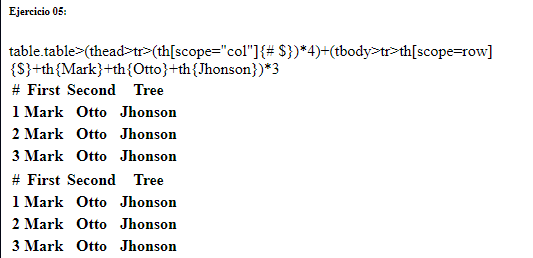 Ejercicio 05:
table.table>(thead>tr>(th[scope="col"]{# $})*4)+(tbody>tr>th[scope=row]
{$}+th{Mark}+th{Otto}+th{Jhonson})*3
# First Second Tree
1 Mark Otto Jhonson
2 Mark Otto Jhonson
3 Mark Otto Jhonson
# First Second Tree
1 Mark Otto Jhonson
2 Mark Otto Jhonson
3 Mark Otto Jhonson